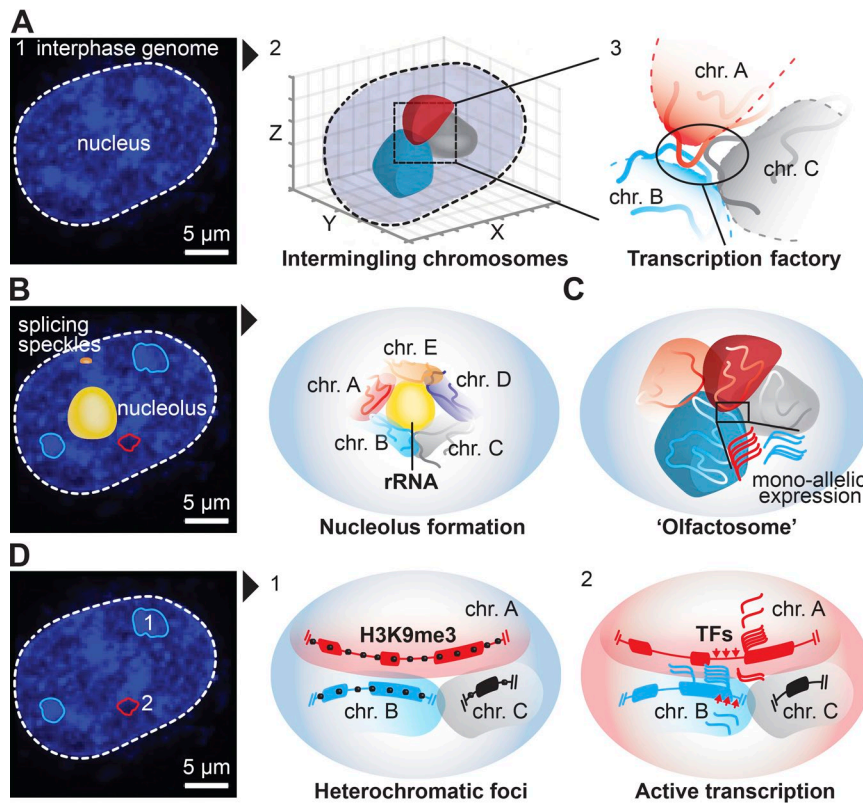 A
1 interphase genome
nucleus
5 µm
2
Z
Y
X
Intermingling chromosomes
3
chr. A
chr. B
chr. C
Transcription factory
B
splicing
speckles
nucleolus
5 µm
chr. E
chr. A
chr. D
chr. B
chr. C
rRNA
Nucleolus formation
C
mono-allelic
expression
'Olfactosome'
D
1
2
5 µm
1
chr. A
H3K9me3
chr. B
chr. C
Heterochromatic foci
2
chr. A
TFs
chr. B
chr. C
Active transcription